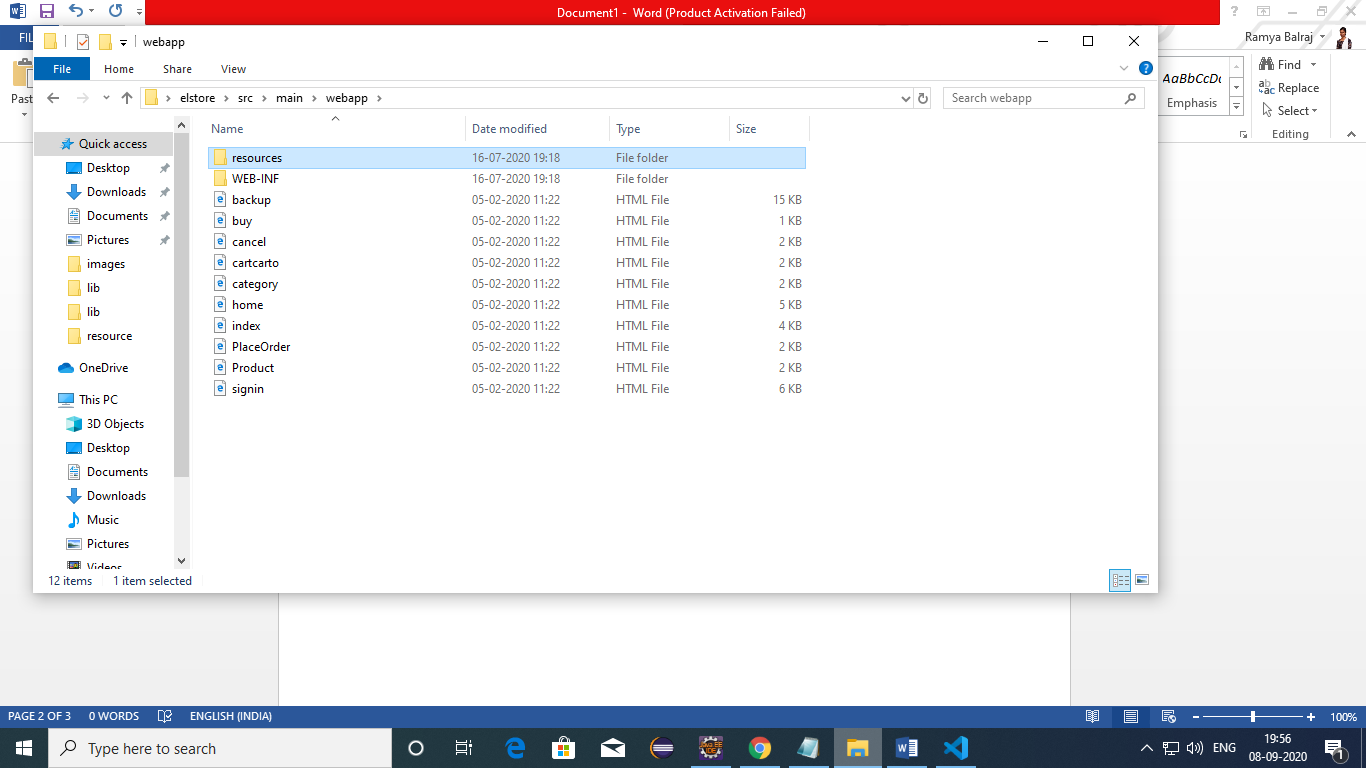 Document1 - Word (Product Activation Failed)
FIL
Ramya Balraj
webapp
File Home Share View
Past
AaBbCcDc
Emphasis
Find
Replace
Select
Editing
elstore src main webapp
Search webapp
Name Date modified Type Size
Quick access
Desktop
Downloads
Documents
Pictures
images
lib
lib
resource
OneDrive
This PC
3D Objects
Desktop
Documents
Downloads
Music
Pictures
Videos
resources 16-07-2020 19:18 File folder
WEB-INF 16-07-2020 19:18 File folder
backup 05-02-2020 11:22 HTML File 15 KB
buy 05-02-2020 11:22 HTML File 1 KB
cancel 05-02-2020 11:22 HTML File 2 KB
cartcarto 05-02-2020 11:22 HTML File 2 KB
category 05-02-2020 11:22 HTML File 2 KB
home 05-02-2020 11:22 HTML File 5 KB
index 05-02-2020 11:22 HTML File 4 KB
PlaceOrder 05-02-2020 11:22 HTML File 2 KB
Product 05-02-2020 11:22 HTML File 2 KB
signin 05-02-2020 11:22 HTML File 6 KB
12 items 1 item selected
PAGE 2 OF 3 0 WORDS ENGLISH (INDIA)
100%
Type here to search
ENG
19:56
08-09-2020
1